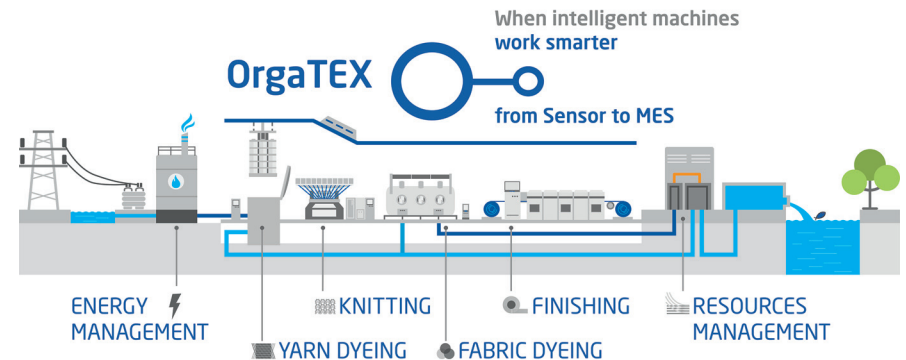 When intelligent machines
work smarter
OrgaTEX
from Sensor to MES
ENERGY
MANAGEMENT
YARN DYEING
KNITTING
FABRIC DYEING
FINISHING
RESOURCES
MANAGEMENT